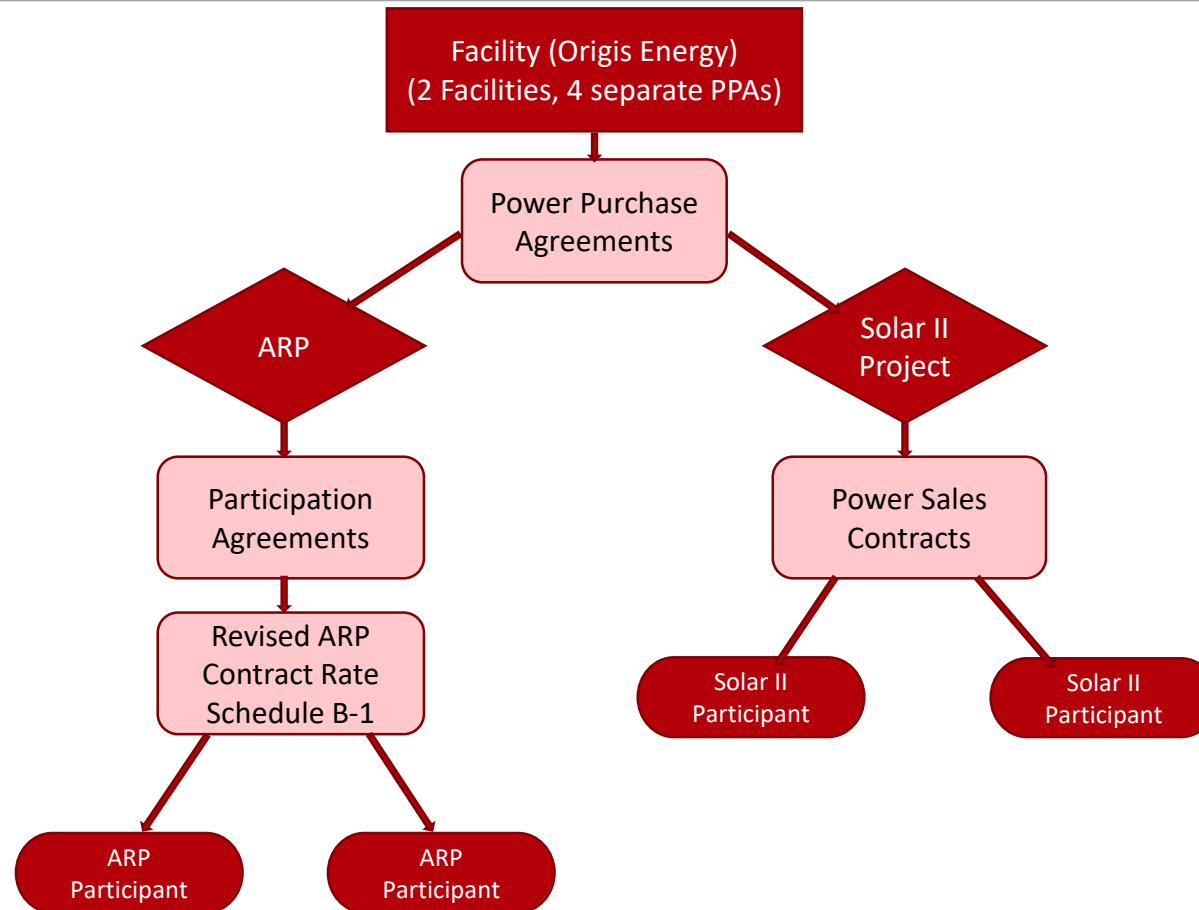 Facility (Origis Energy)
(2 Facilities, 4 separate PPAs)
Power Purchase
Agreements
ARP
Solar II
Project
Participation
Agreements
Power Sales
Contracts
Revised ARP
Contract Rate
Schedule B-1
Solar II
Participant
Solar II
Participant
ARP
Participant
ARP
Participant